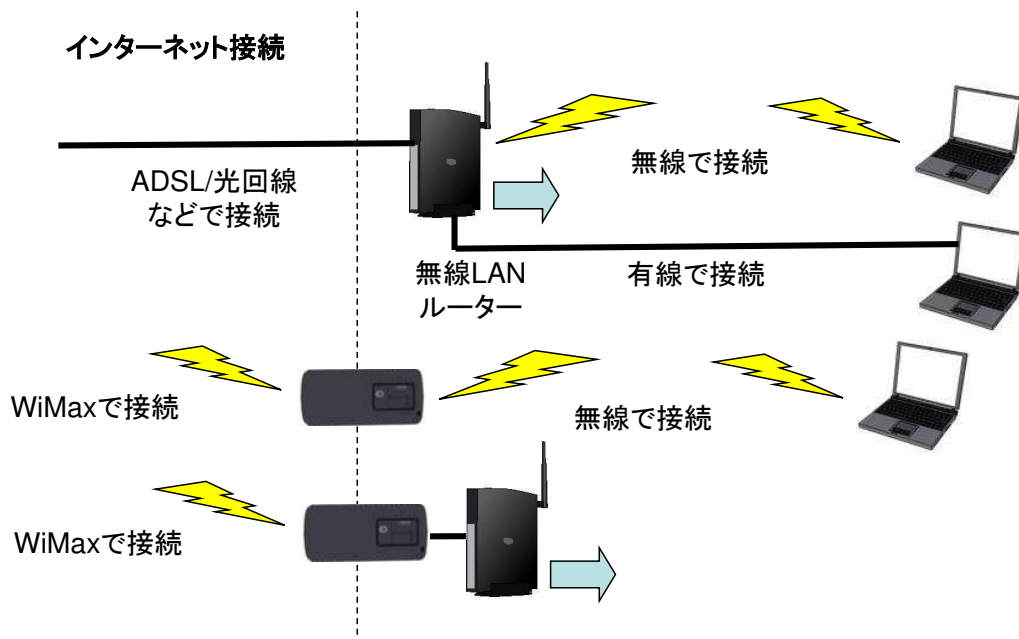 インターネット接続
ADSL/光回線
などで接続
無線で接続
無線LAN
ルーター
有線で接続
WiMaxで接続
無線で接続
WiMaxで接続